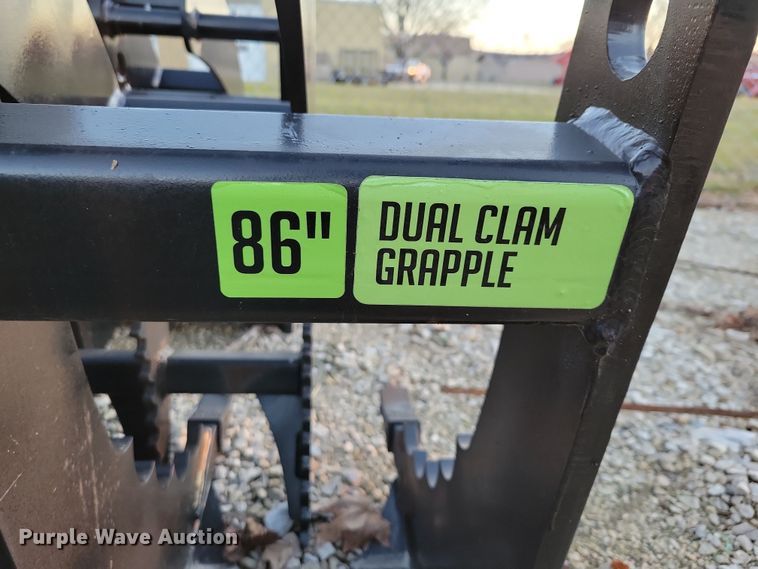 86"
DUAL CLAM
GRAPPLE
Purple Wave Auction